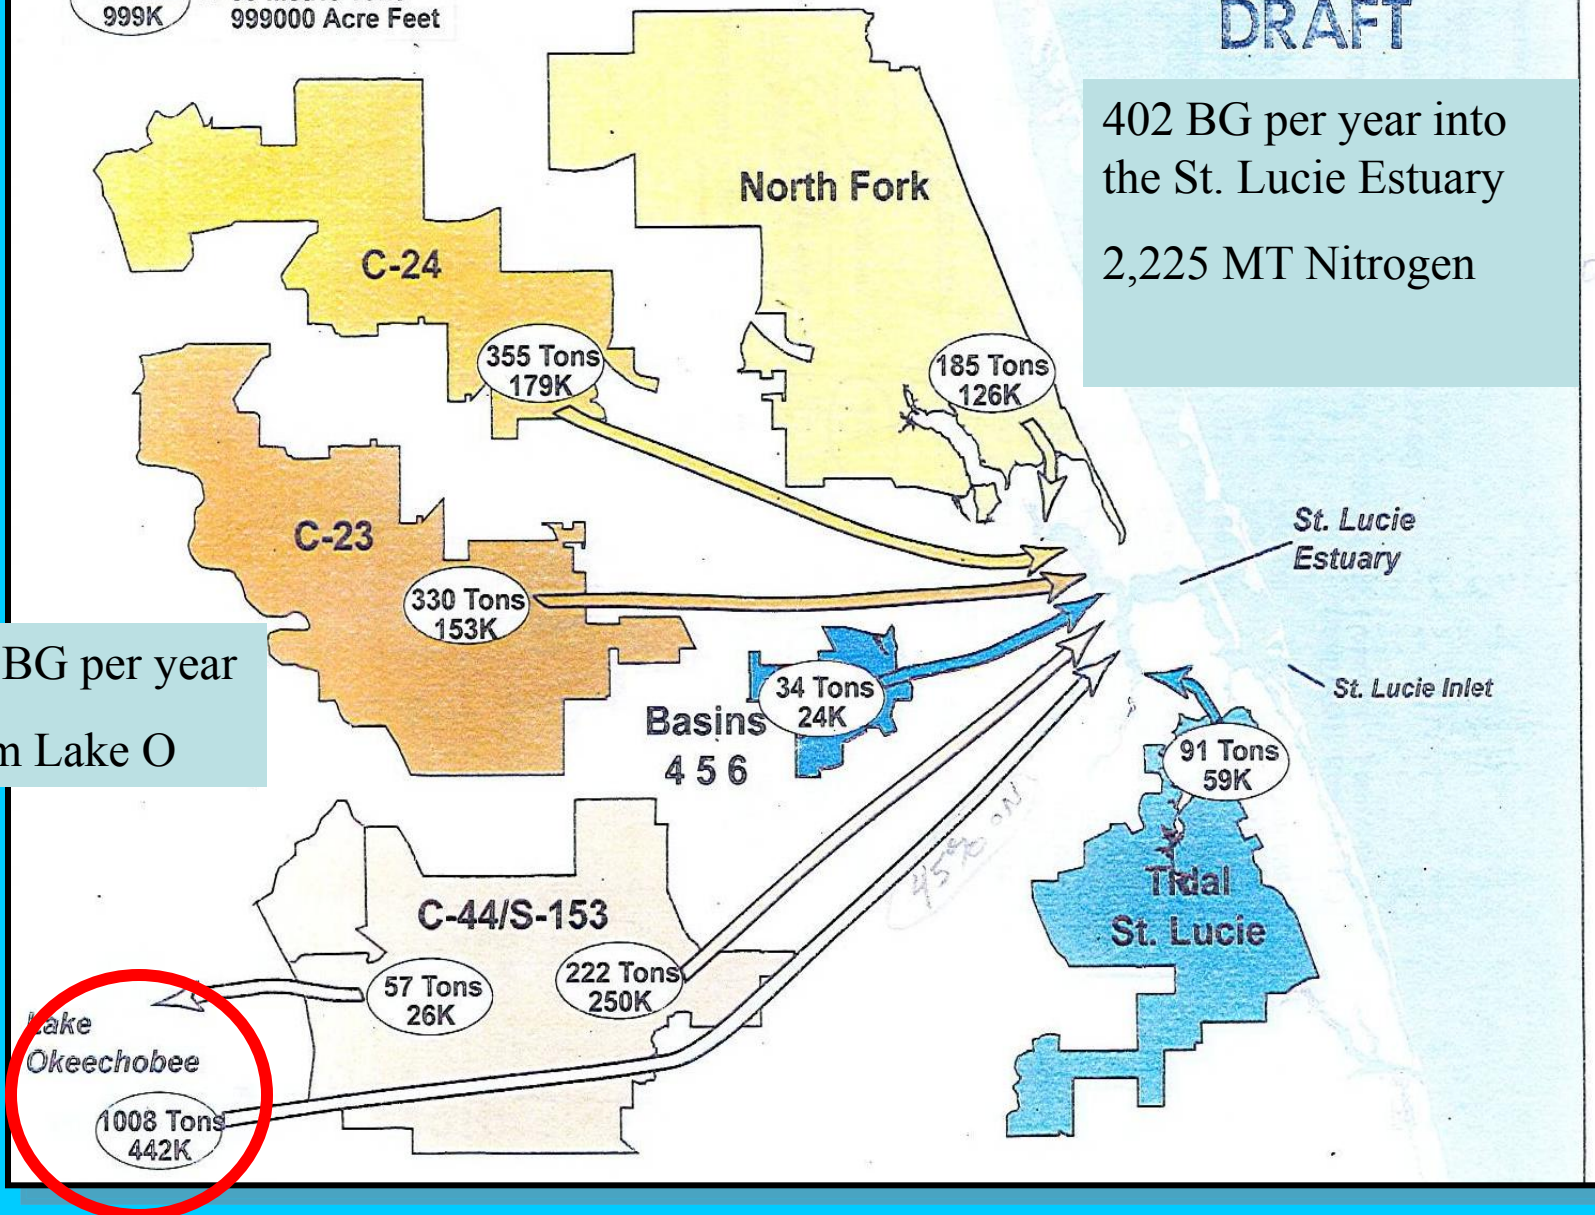 999K
999000 Acre Feet
DRAFT
402 BG per year into
the St. Lucie Estuary
2,225 MT Nitrogen
North Fork
C-24
355 Tons
179K
185 Tons
126K
C-23
330 Tons
153K
St. Lucie
Estuary
BG per year
Lake O
34 Tons
24K
Basins
4 5 6
St. Lucie Inlet
91 Tons
59K
45%
C-44/S-153
Tidal
St. Lucie
57 Tons
26K
222 Tons
250K
Lake
Okeechobee
1008 Tons
442K